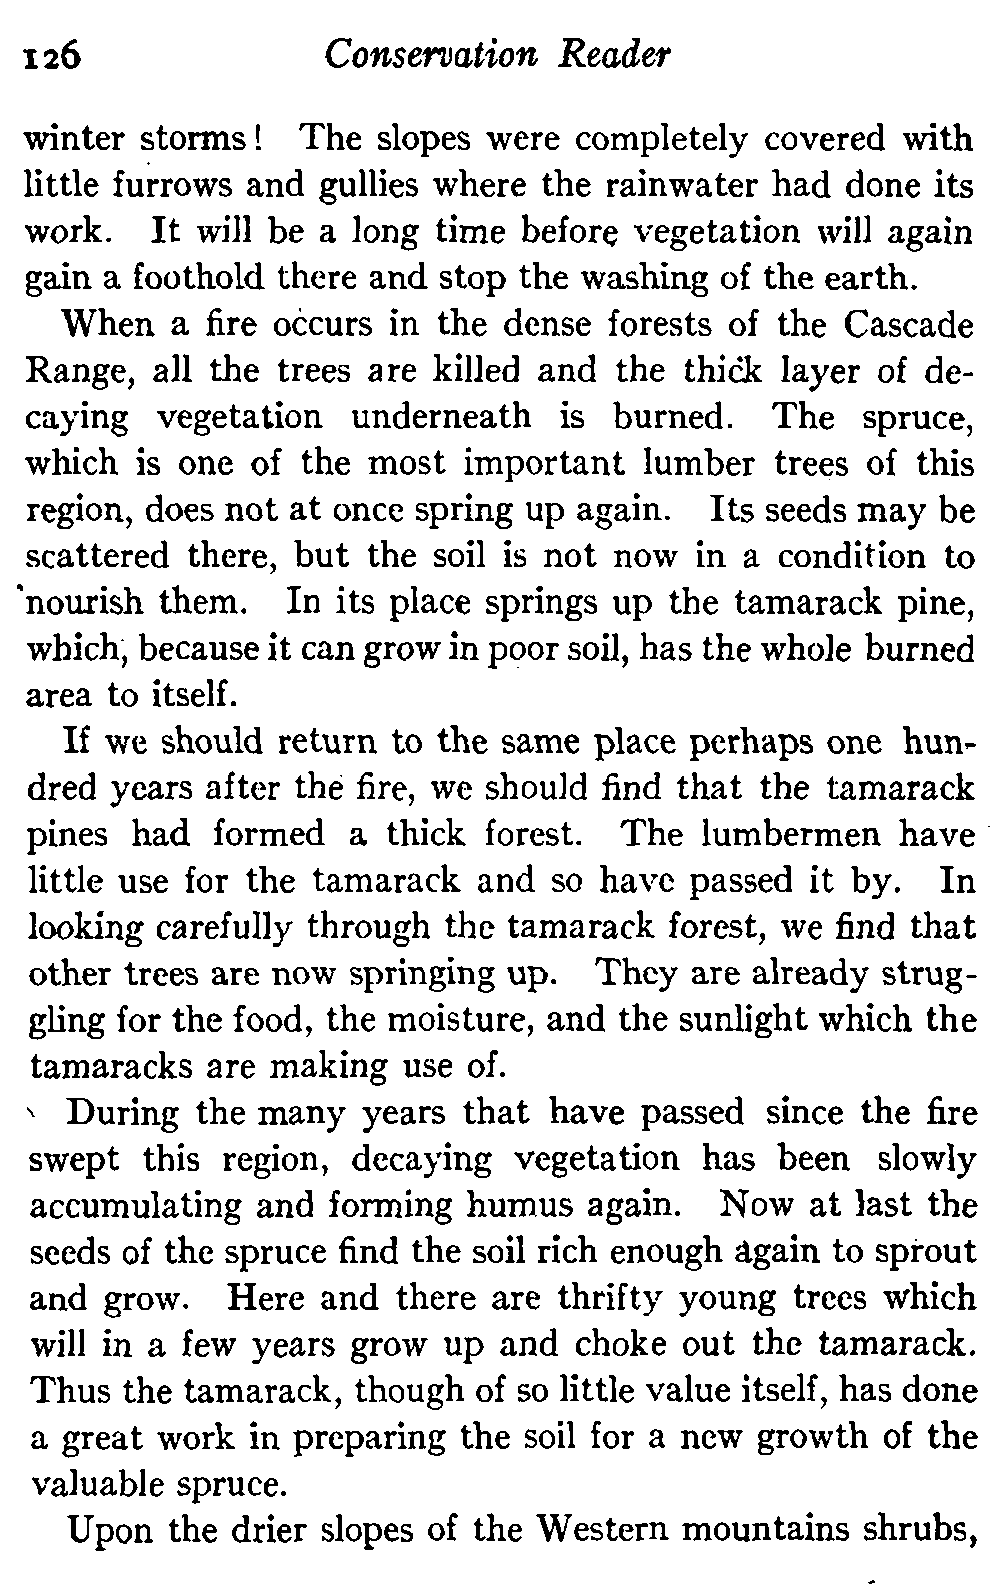 126 Conservation Reader
winter storms! The slopes were completely covered with
little furrows and gullies where the rainwater had done its
work. It will be a long time before vegetation will again
gain a foothold there and stop the washing of the earth.
When a fire occurs in the dense forests of the Cascade
Range, all the trees are killed and the thick layer of de-
caying vegetation underneath is burned. The spruce,
which is one of the most important lumber trees of this
region, does not at once spring up again. Its seeds may be
scattered there, but the soil is not now in a condition to
nourish them. In its place springs up the tamarack pine,
which, because it can grow in poor soil, has the whole burned
area to itself.
If we should return to the same place perhaps one hun-
dred years after the fire, we should find that the tamarack
pines had formed a thick forest. The lumbermen have
little use for the tamarack and so have passed it by. In
looking carefully through the tamarack forest, we find that
other trees are now springing up. They are already strug-
gling for the food, the moisture, and the sunlight which the
tamaracks are making use of.
During the many years that have passed since the fire
swept this region, decaying vegetation has been slowly
accumulating and forming humus again. Now at last the
seeds of the spruce find the soil rich enough again to sprout
and grow. Here and there are thrifty young trees which
will in a few years grow up and choke out the tamarack.
Thus the tamarack, though of so little value itself, has done
a great work in preparing the soil for a new growth of the
valuable spruce.
Upon the drier slopes of the Western mountains shrubs,